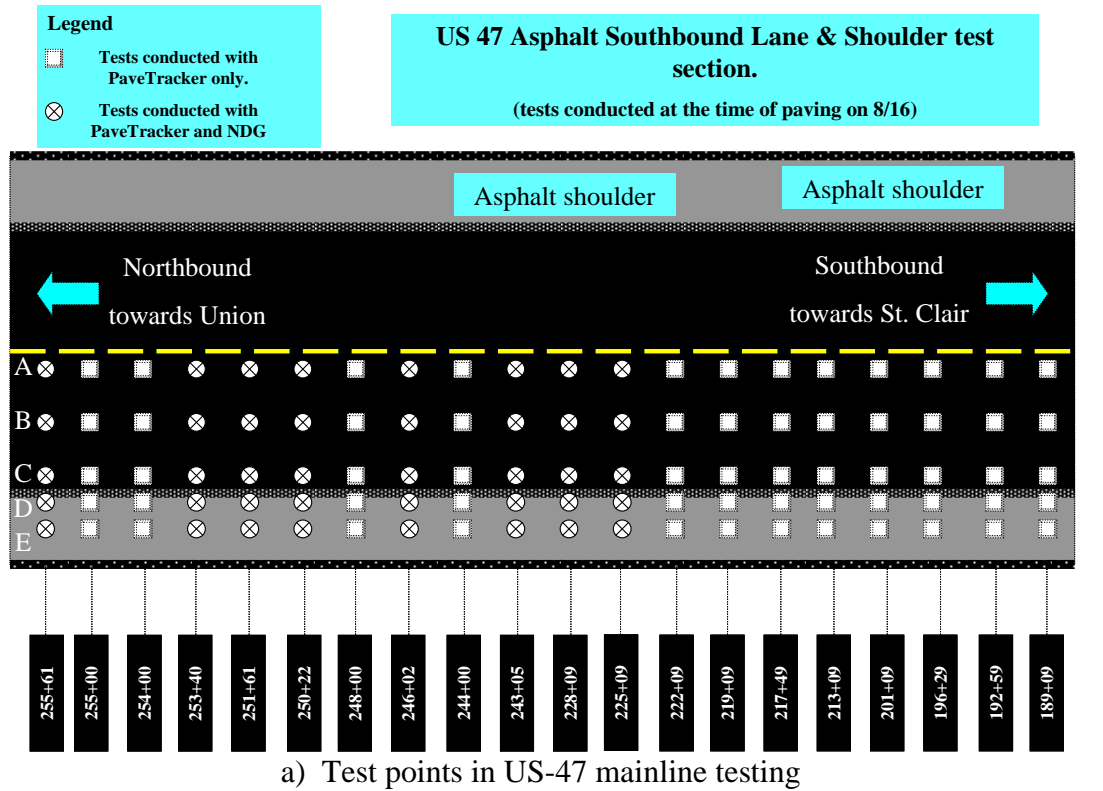 Legend
Tests conducted with
PaveTracker only.
Tests conducted with
PaveTracker and NDG
US 47 Asphalt Southbound Lane & Shoulder test
section.
(tests conducted at the time of paving on 8/16)
Asphalt shoulder
Asphalt shoulder
Northbound
towards Union
Southbound
towards St. Clair
A
B
C
D
E
255+61
255+00
254+00
253+40
251+61
250+22
248+00
246+02
244+00
243+05
228+09
225+09
222+09
219+09
217+49
213+09
201+09
196+29
192+59
189+09
a) Test points in US-47 mainline testing